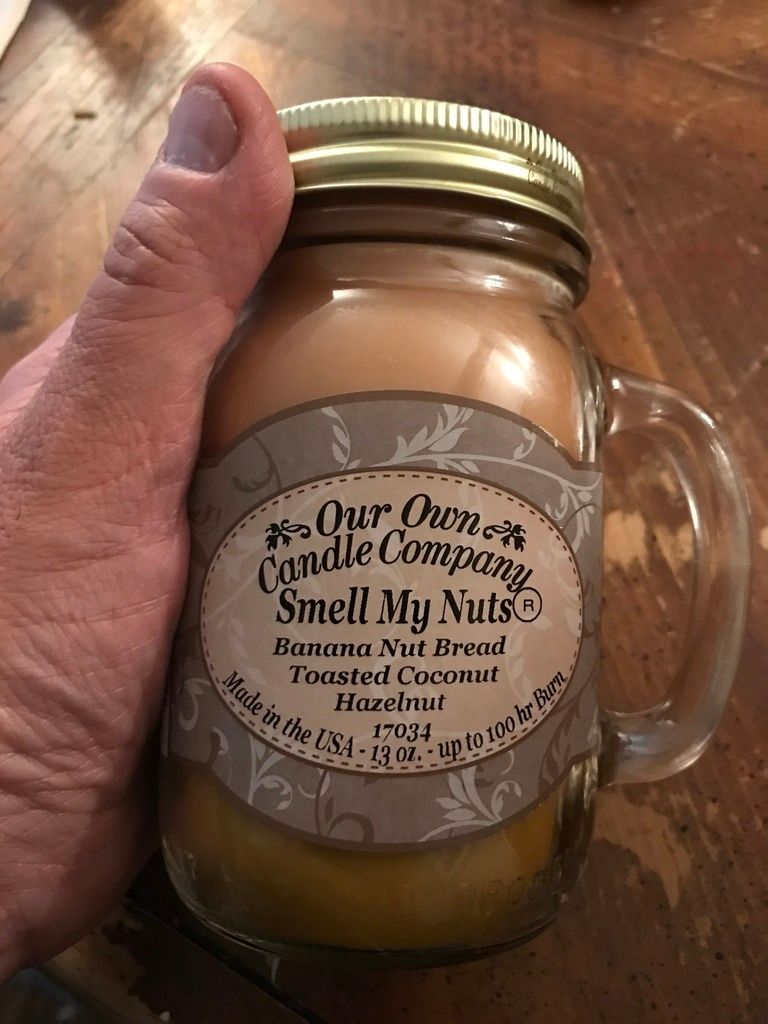 Our Own
Candle Company
Smell My Nuts®
Banana Nut Bread
Toasted Coconut
Hazelnut
17034
Made in the USA - 13 oz. - up to 100 hr Burn